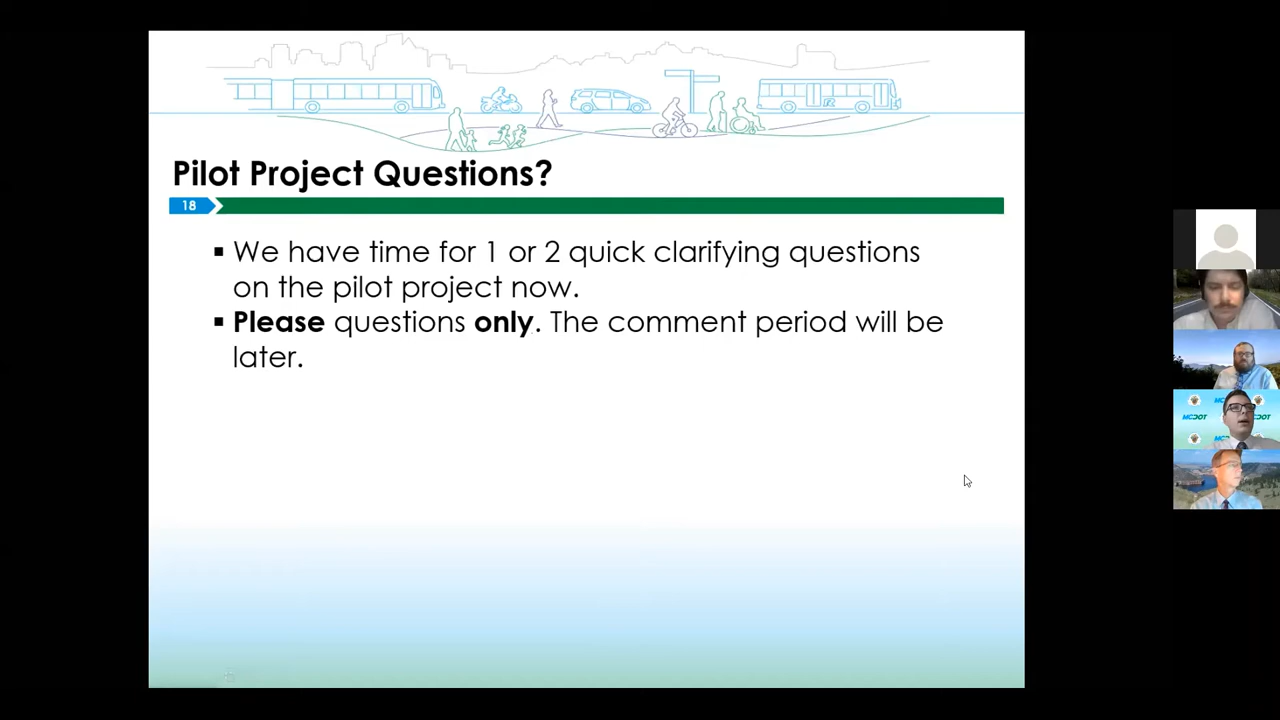 Pilot Project Questions?
18
▪ We have time for 1 or 2 quick clarifying questions
on the pilot project now.
▪ Please questions only. The comment period will be
later.
MCDOT